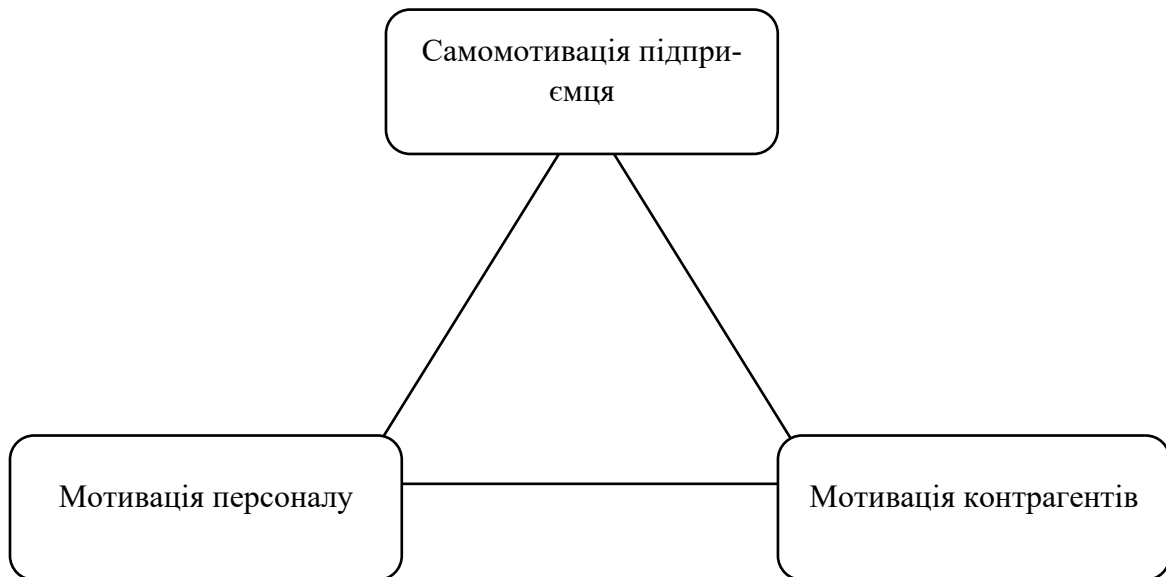 Самомотивація підпри-
ємця
Мотивація персоналу
Мотивація контрагентів